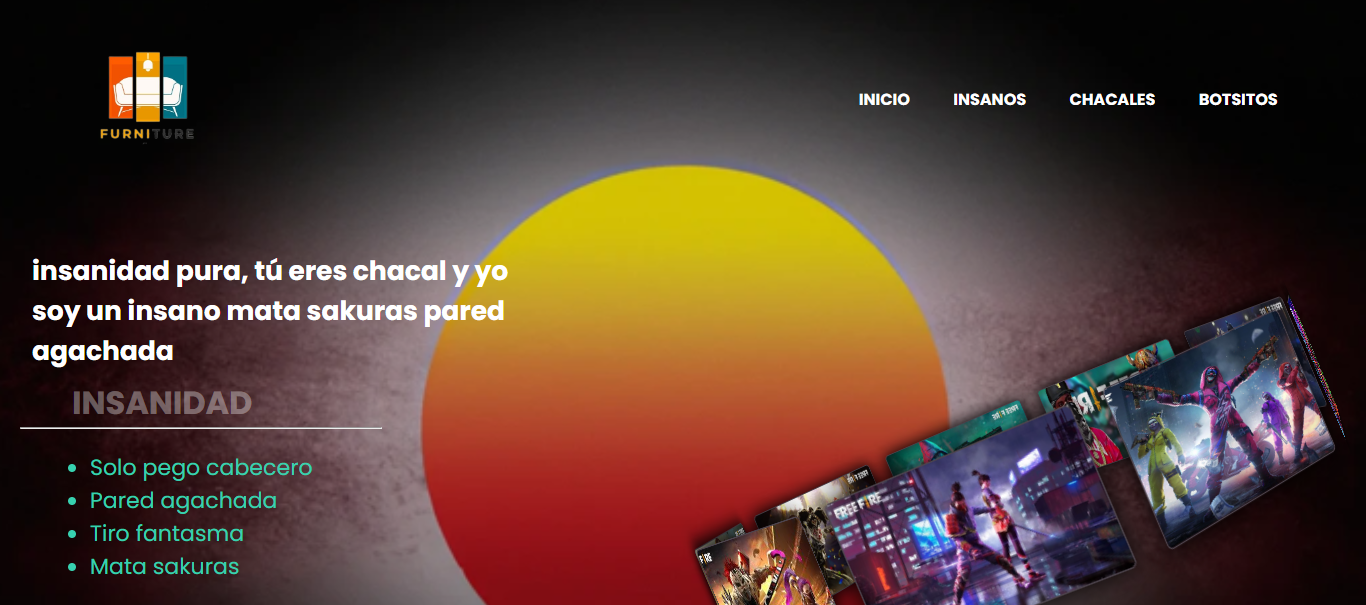 FURNITURE
INICIO INSANOS CHACALES BOTSITOS
insanidad pura, tú eres chacal y yo
soy un insano mata sakuras pared
agachada
INSANIDAD
Solo pego cabecero
Pared agachada
Tiro fantasma
Mata sakuras
FREE FIRE